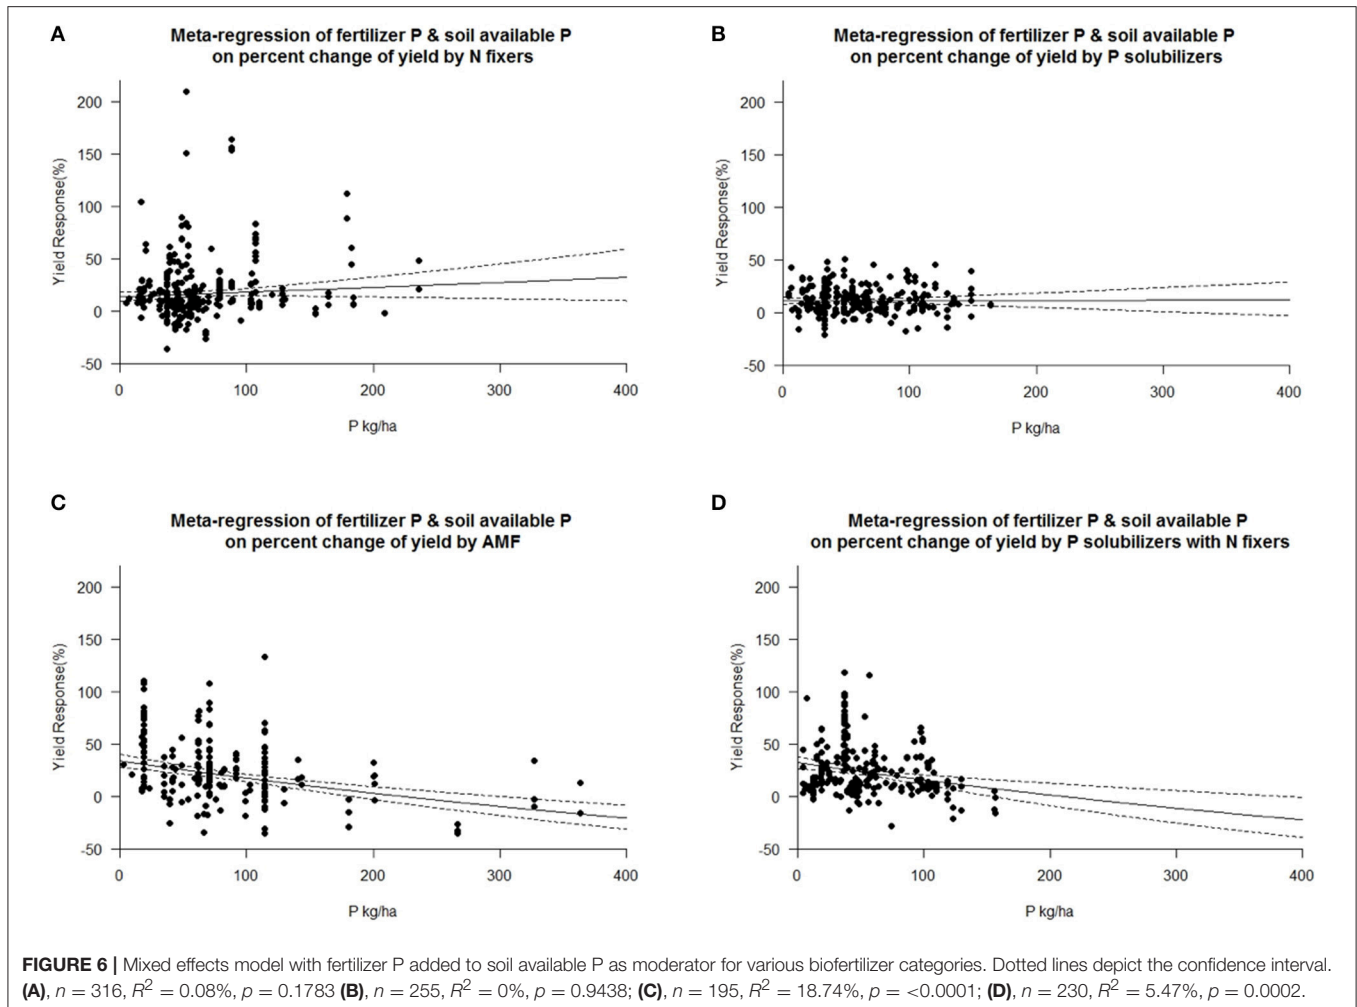 A
Meta-regression of fertilizer P & soil available P
on percent change of yield by N fixers
200
150
100
50
0
-50
Yield Response(%)
0 100 200 300 400
P kg/ha
B
Meta-regression of fertilizer P & soil available P
on percent change of yield by P solubilizers
200
150
100
50
0
-50
Yield Response(%)
0 100 200 300 400
P kg/ha
C
Meta-regression of fertilizer P & soil available P
on percent change of yield by AMF
200
150
100
50
0
-50
Yield Response(%)
0 100 200 300 400
P kg/ha
D
Meta-regression of fertilizer P & soil available P
on percent change of yield by P solubilizers with N fixers
200
150
100
50
0
-50
Yield Response(%)
0 100 200 300 400
P kg/ha
FIGURE 6 | Mixed effects model with fertilizer P added to soil available P as moderator for various biofertilizer categories. Dotted lines depict the confidence interval.
(A), n = 316, R² = 0.08%, p = 0.1783 (B), n = 255, R² = 0%, p = 0.9438; (C), n = 195, R² = 18.74%, p = <0.0001; (D), n = 230, R² = 5.47%, p = 0.0002.